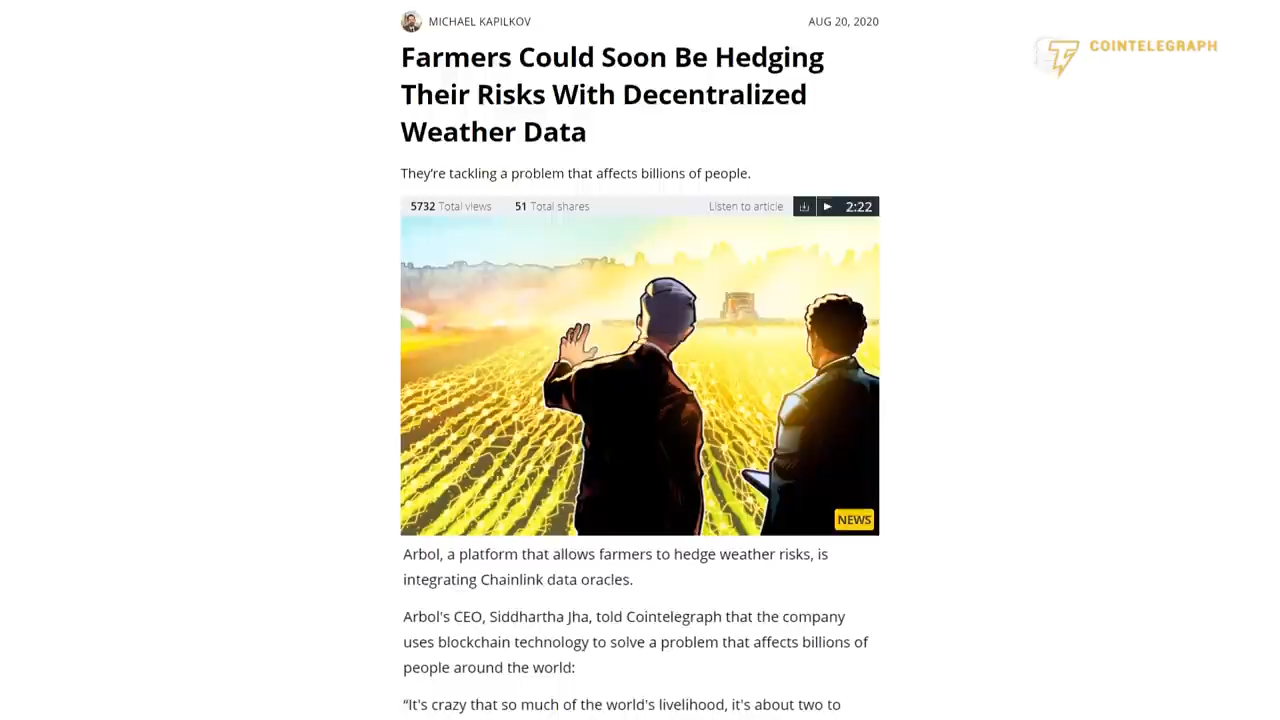 MICHAEL KAPILKOV
AUG 20, 2020
COINTELEGRAPH
Farmers Could Soon Be Hedging
Their Risks With Decentralized
Weather Data
They're tackling a problem that affects billions of people.
5732 Total views 51 Total shares Listen to article 2:22
NEWS
Arbol, a platform that allows farmers to hedge weather risks, is
integrating Chainlink data oracles.
Arbol's CEO, Siddhartha Jha, told Cointelegraph that the company
uses blockchain technology to solve a problem that affects billions of
people around the world:
“It's crazy that so much of the world's livelihood, it's about two to